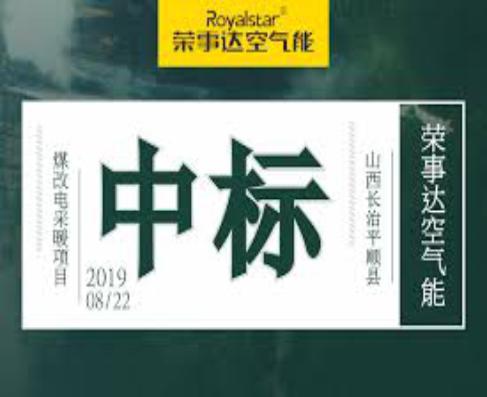 Royalstar®
荣事达空气能
荣事达空气能
山西长治平顺县
中标
煤改电采暖项目
2019
08/22